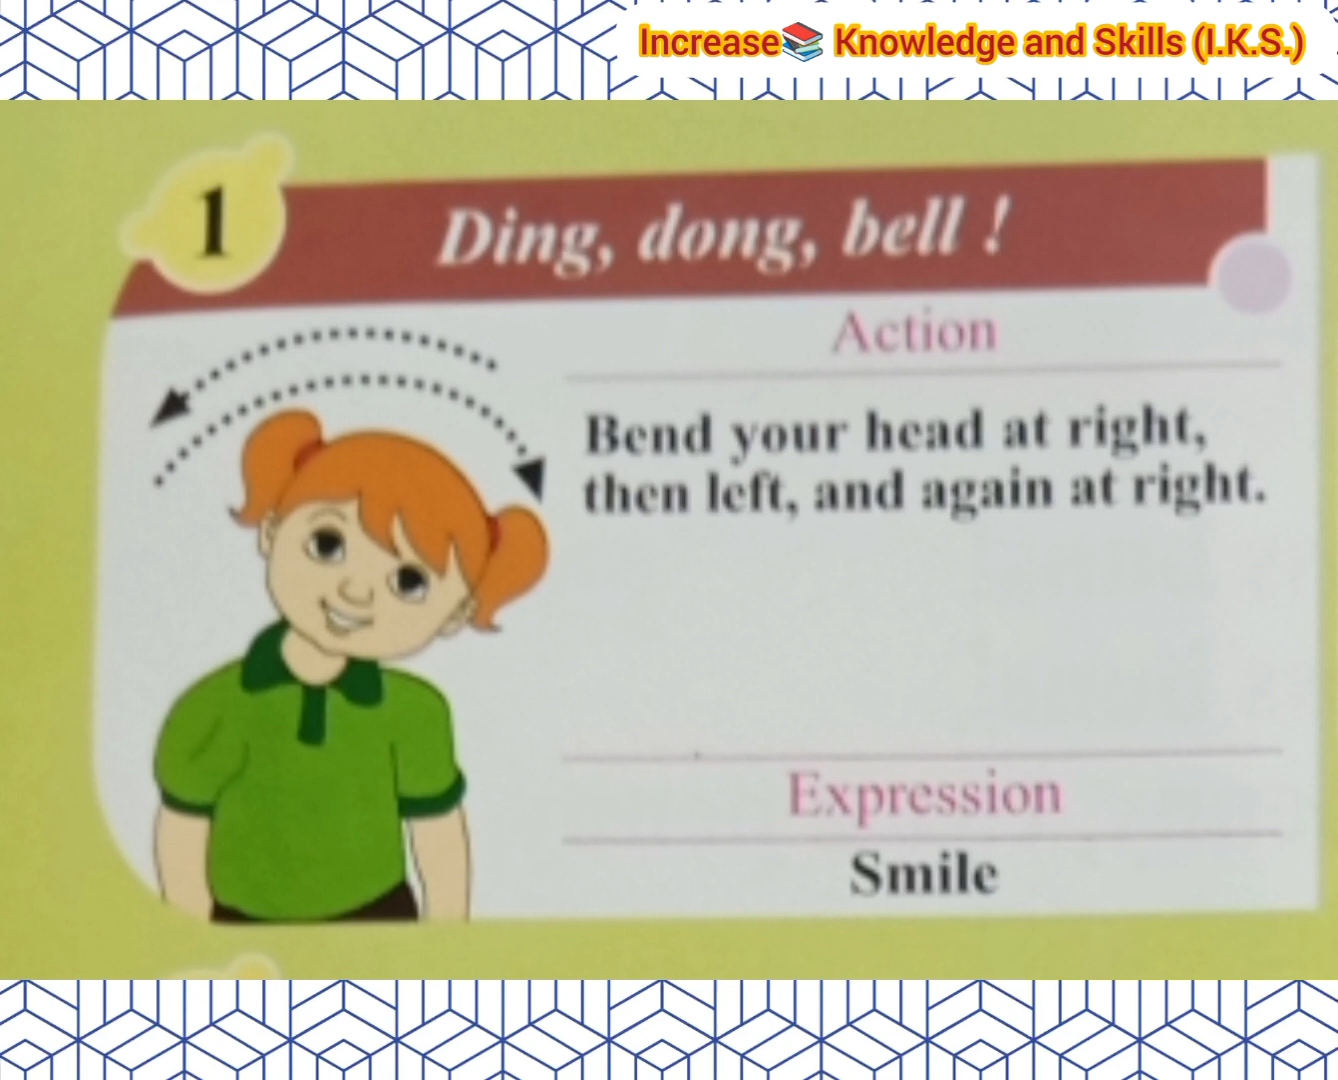 Increase📚 Knowledge and Skills (I.K.S.)
1
Ding, dong, bell !
Action
Bend your head at right,
then left, and again at right.
Expression
Smile